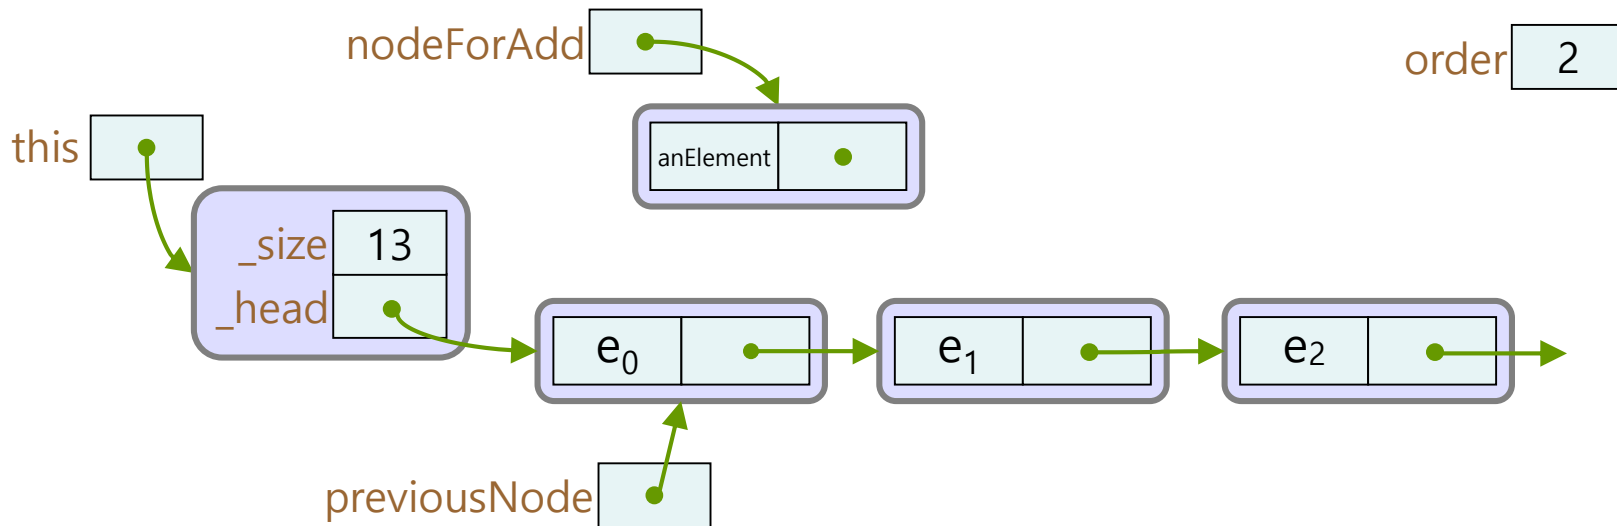 nodeForAdd
order 2
this
anElement
_size 13
_head
e0 e1 e2
previousNode